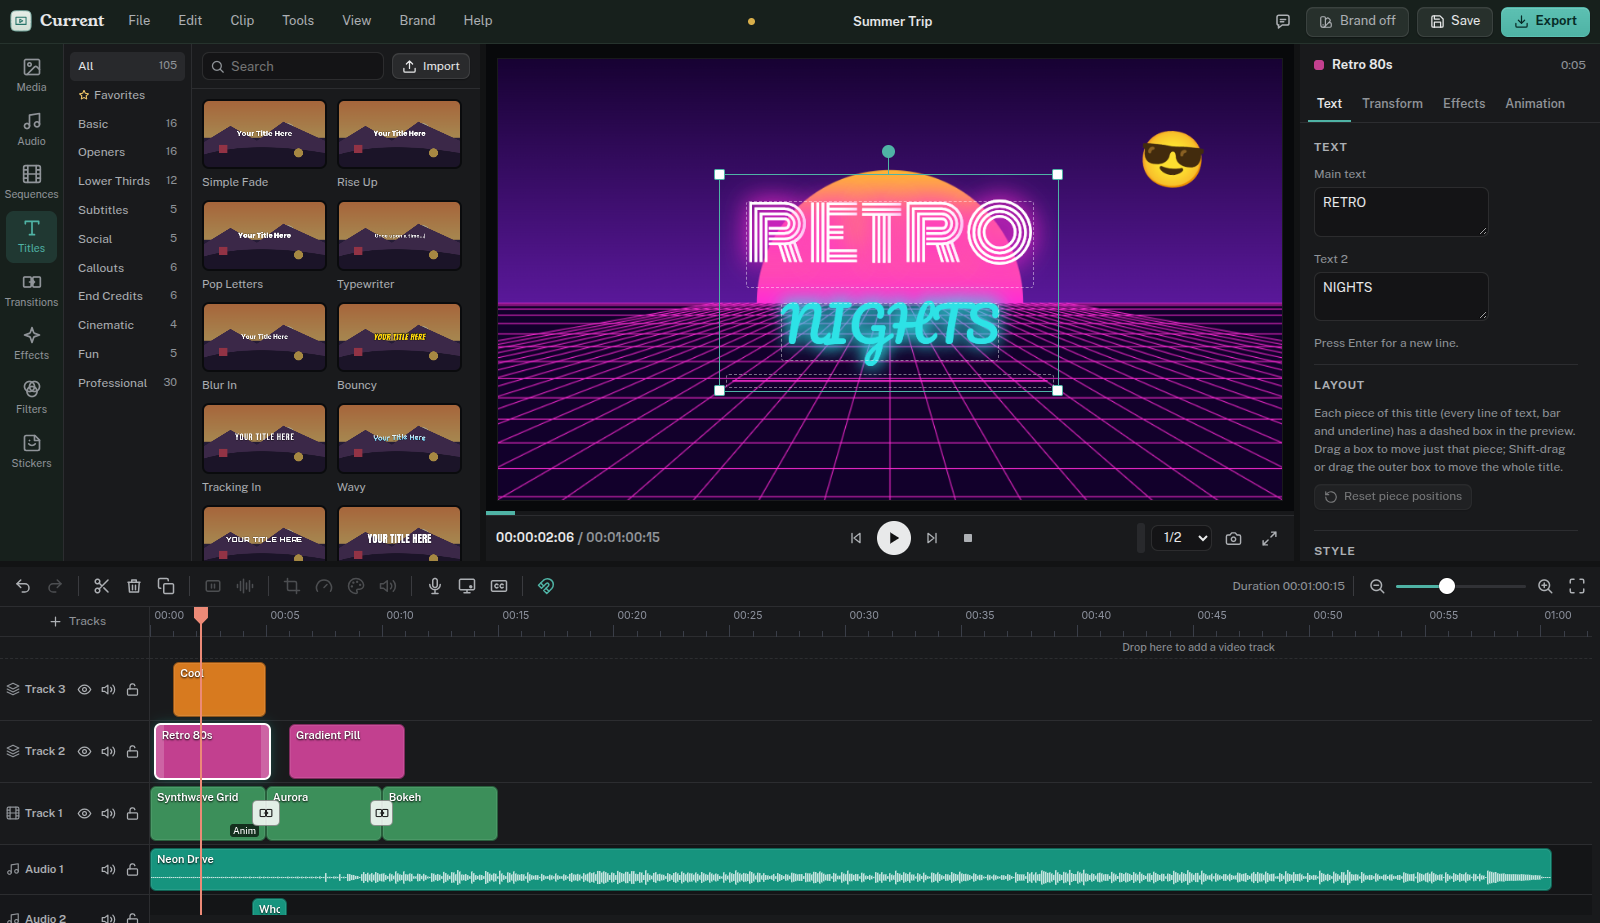 Current File Edit Clip Tools View Brand Help Summer Trip Brand off Save Export
Media
Audio
Sequences
Titles
Transitions
Effects
Filters
Stickers
All 105
Favorites
Basic 16
Openers 16
Lower Thirds 12
Subtitles 5
Social 5
Callouts 6
End Credits 6
Cinematic 4
Fun 5
Professional 30
Search Import
Your Title Here Your Title Here
Simple Fade Rise Up
Your Title Here Once upon a time...|
Pop Letters Typewriter
Your Title Here YOUR TITLE HERE
Blur In Bouncy
YOUR TITLE HERE Your Title Here
Tracking In Wavy
YOUR TITLE HERE YOUR TITLE HERE
RETRO
NIGHTS
00:00:02:06 / 00:01:00:15 1/2
Retro 80s 0:05
Text Transform Effects Animation
TEXT
Main text
RETRO
Text 2
NIGHTS
Press Enter for a new line.
LAYOUT
Each piece of this title (every line of text, bar
and underline) has a dashed box in the preview.
Drag a box to move just that piece; Shift-drag
or drag the outer box to move the whole title.
Reset piece positions
STYLE
CC Duration 00:01:00:15
Tracks 00:00 00:05 00:10 00:15 00:20 00:25 00:30 00:35 00:40 00:45 00:50 00:55 01:00
Drop here to add a video track
Track 3 Cool
Track 2 Retro 80s Gradient Pill
Track 1 Synthwave Grid Aurora Bokeh
Anim
Audio 1 Neon Drive
Audio 2 Who